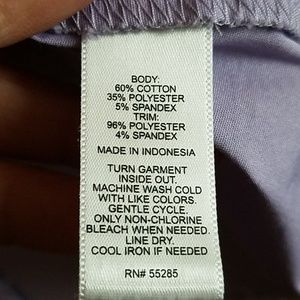 BODY:
60% COTTON
35% POLYESTER
5% SPANDEX
TRIM:
96% POLYESTER
4% SPANDEX
MADE IN INDONESIA
TURN GARMENT
INSIDE OUT.
MACHINE WASH COLD
WITH LIKE COLORS.
GENTLE CYCLE.
ONLY NON-CHLORINE
BLEACH WHEN NEEDED.
LINE DRY.
COOL IRON IF NEEDED
RN# 55285